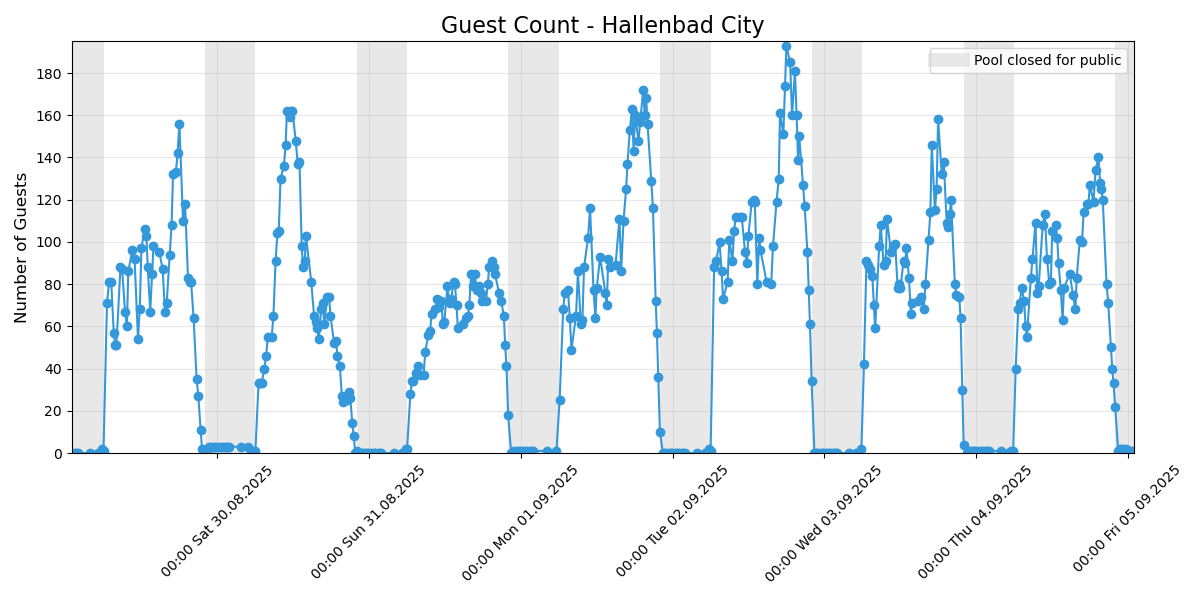 Guest Count - Hallenbad City
Pool closed for public
Number of Guests
180
160
140
120
100
80
60
40
20
0
00:00 Sat 30.08.2025
00:00 Sun 31.08.2025
00:00 Mon 01.09.2025
00:00 Tue 02.09.2025
00:00 Wed 03.09.2025
00:00 Thu 04.09.2025
00:00 Fri 05.09.2025